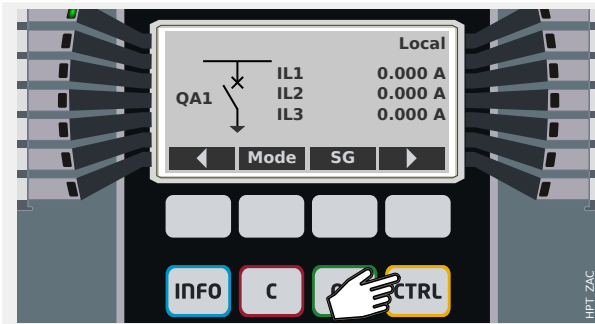 Local
IL1 0.000 A
QA1 IL2 0.000 A
IL3 0.000 A
Mode SG
INFO C CTRL
HPT ZAC